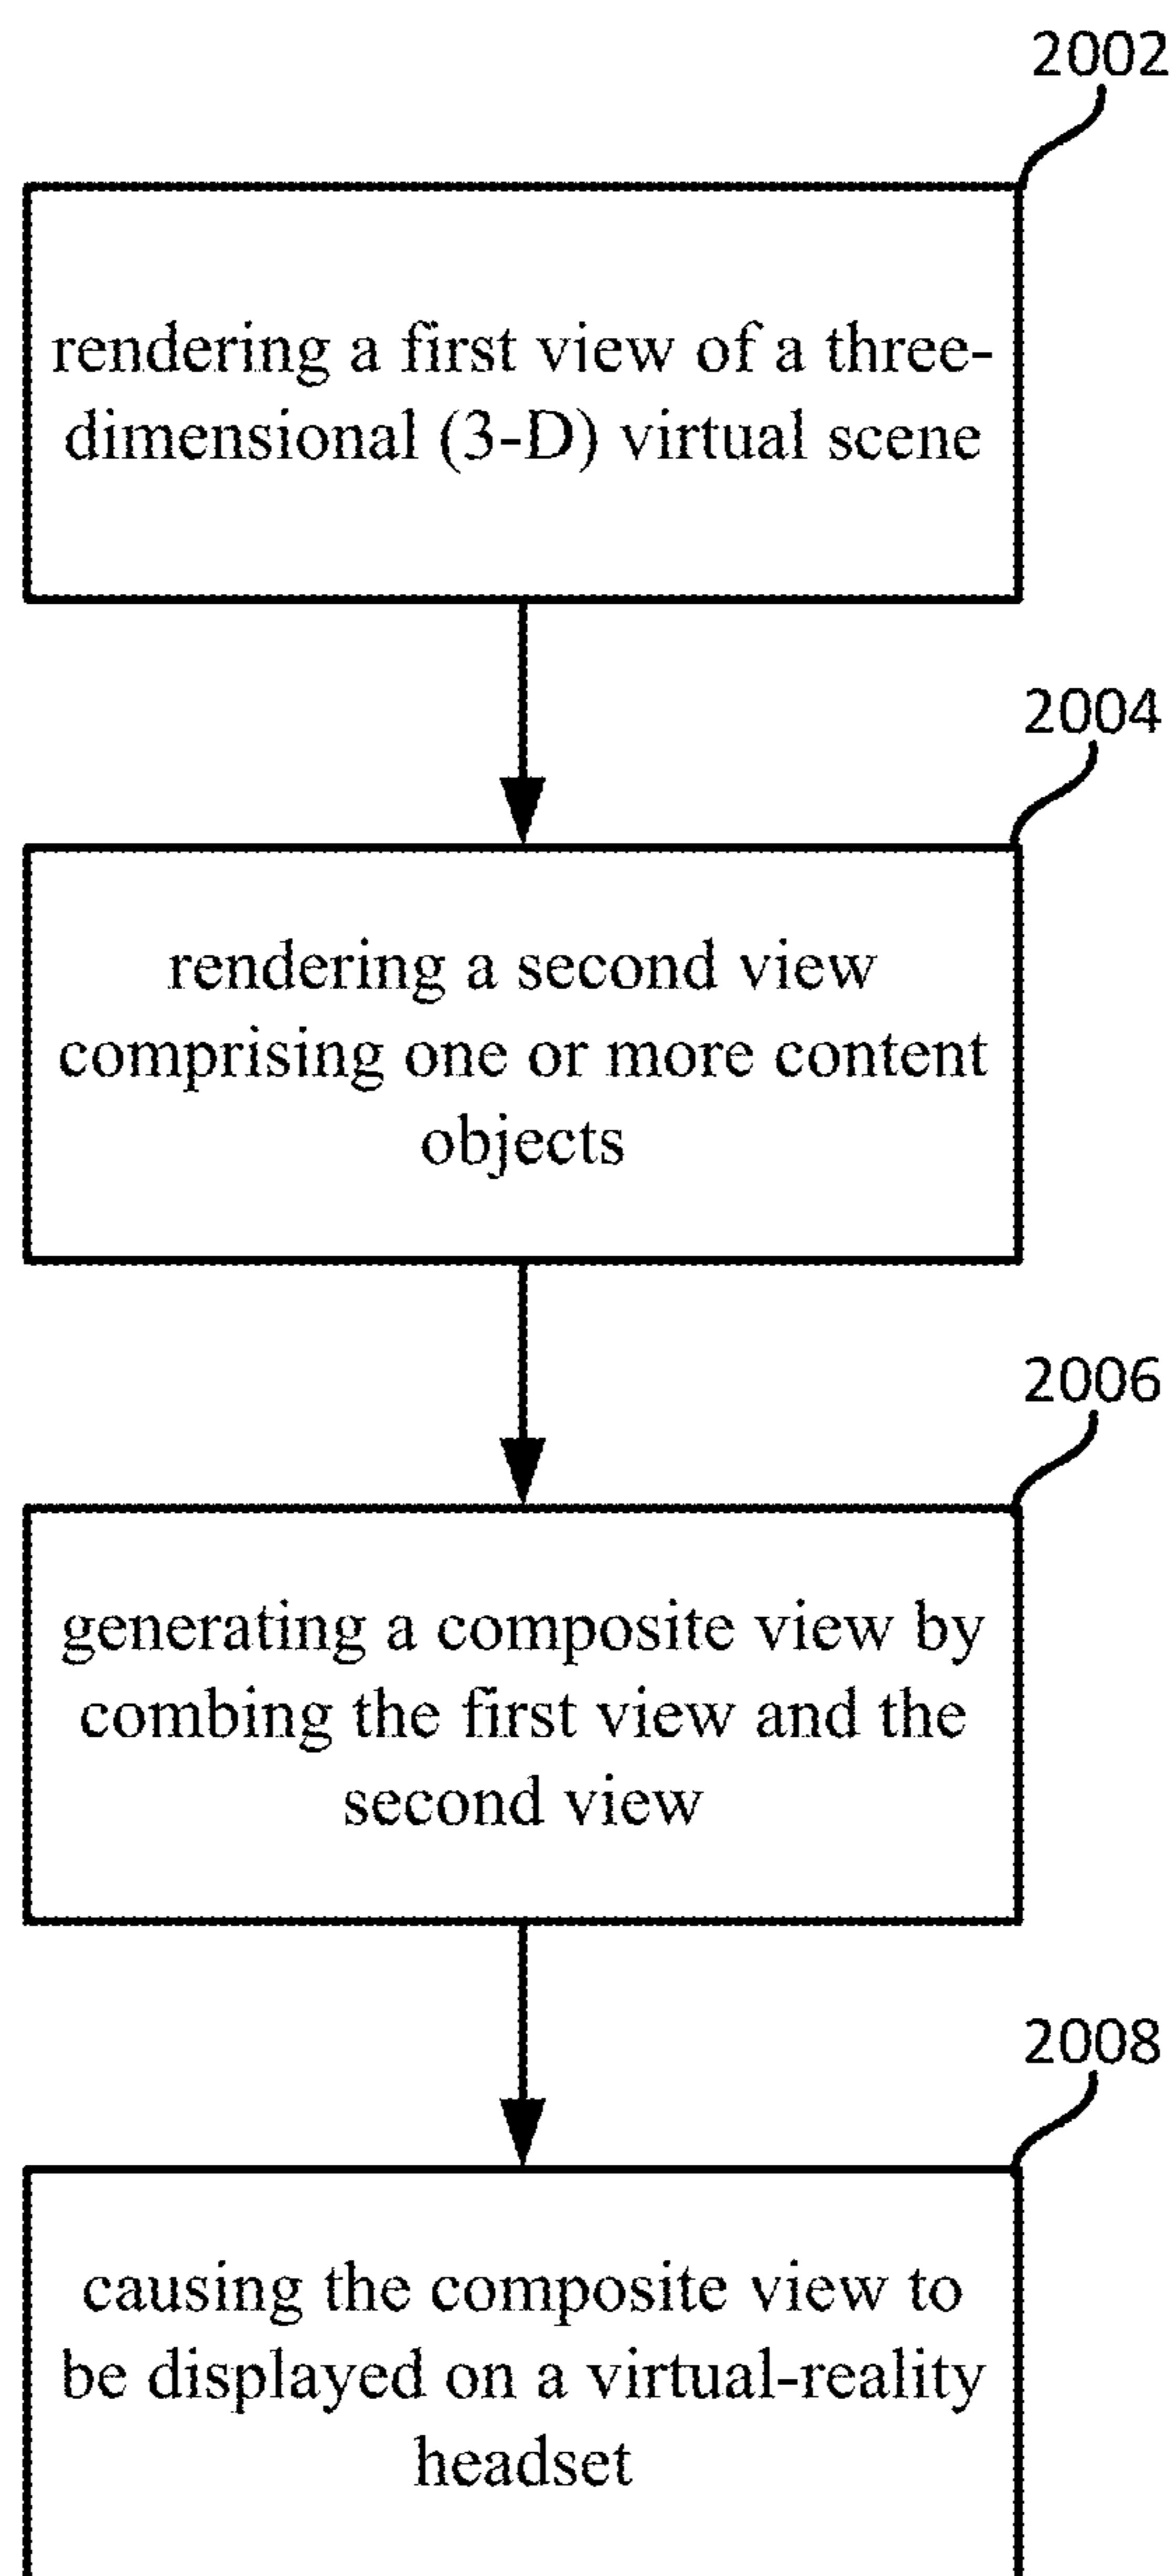 2002
rendering a first view of a three-
dimensional (3-D) virtual scene
2004
rendering a second view
comprising one or more content
objects
2006
generating a composite view by
combing the first view and the
second view
2008
causing the composite view to
be displayed on a virtual-reality
headset